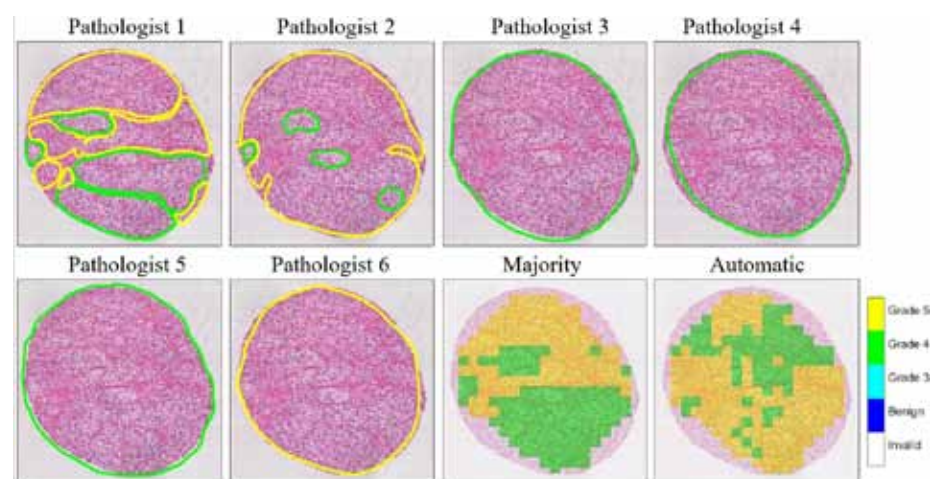 Pathologist 1
Pathologist 2
Pathologist 3
Pathologist 4
Pathologist 5
Pathologist 6
Majority
Automatic
Grade 5
Grade 4
Grade 3
Benign
Invalid